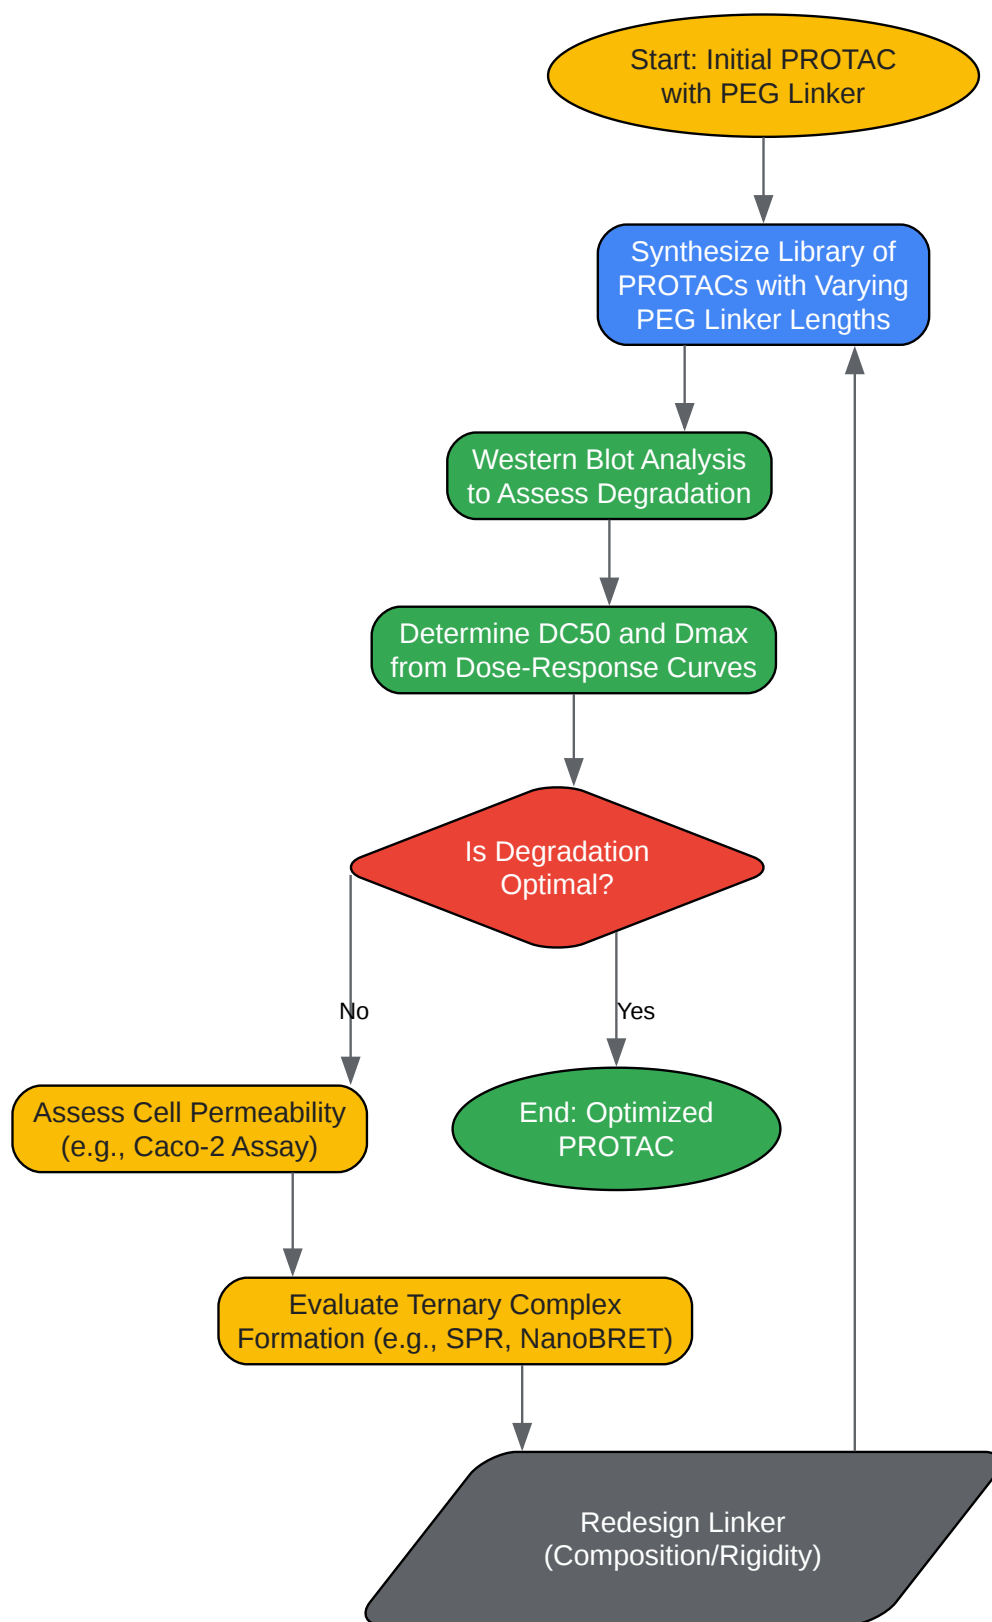 Start: Initial PROTAC
with PEG Linker
Synthesize Library of
PROTACs with Varying
PEG Linker Lengths
Western Blot Analysis
to Assess Degradation
Determine DC50 and Dmax
from Dose-Response Curves
Is Degradation
Optimal?
No
Yes
Assess Cell Permeability
(e.g., Caco-2 Assay)
End: Optimized
PROTAC
Evaluate Ternary Complex
Formation (e.g., SPR, NanoBRET)
Redesign Linker
(Composition/Rigidity)